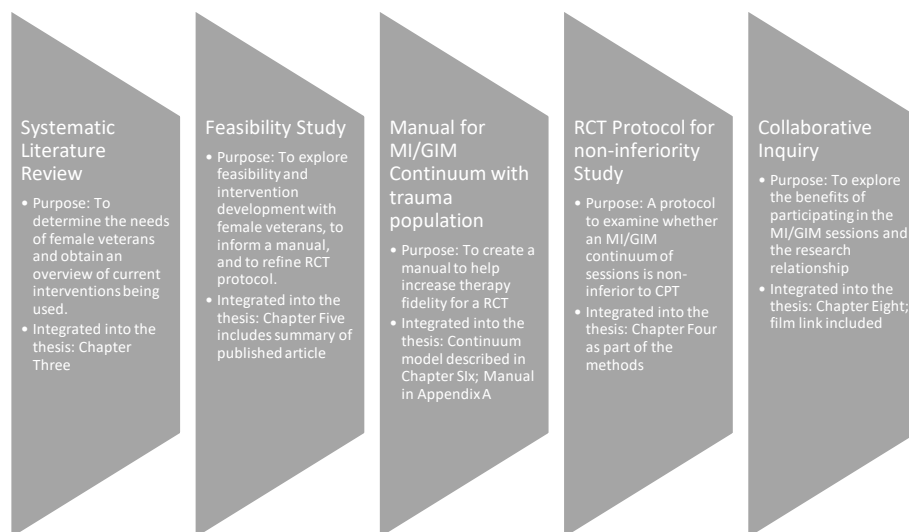 Systematic
Literature
Review
• Purpose: To
determine the needs
of female veterans
and obtain an
overview of current
interventions being
used.
• Integrated into the
thesis: Chapter
Three
Feasibility Study
• Purpose: To explore
feasibility and
intervention
development with
female veterans, to
inform a manual,
and to refine RCT
protocol.
• Integrated into the
thesis: Chapter Five
includes summary of
published article
Manual for
MI/GIM
Continuum with
trauma
population
• Purpose: To create a
manual to help
increase therapy
fidelity for a RCT
• Integrated into the
thesis: Continuum
model described in
Chapter SIx; Manual
in Appendix A
RCT Protocol for
non-inferiority
Study
• Purpose: A protocol
to examine whether
an MI/GIM
continuum of
sessions is non-
inferior to CPT
• Integrated into the
thesis: Chapter Four
as part of the
methods
Collaborative
Inquiry
• Purpose: To explore
the benefits of
participating in the
MI/GIM sessions and
the research
relationship
• Integrated into the
thesis: Chapter Eight;
film link included